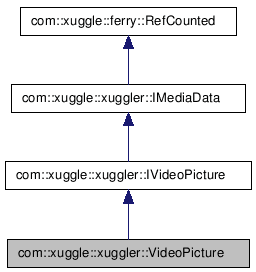 com::xuggle::ferry::RefCounted
com::xuggle::xuggler::IMediaData
com::xuggle::xuggler::IVideoPicture
com::xuggle::xuggler::VideoPicture